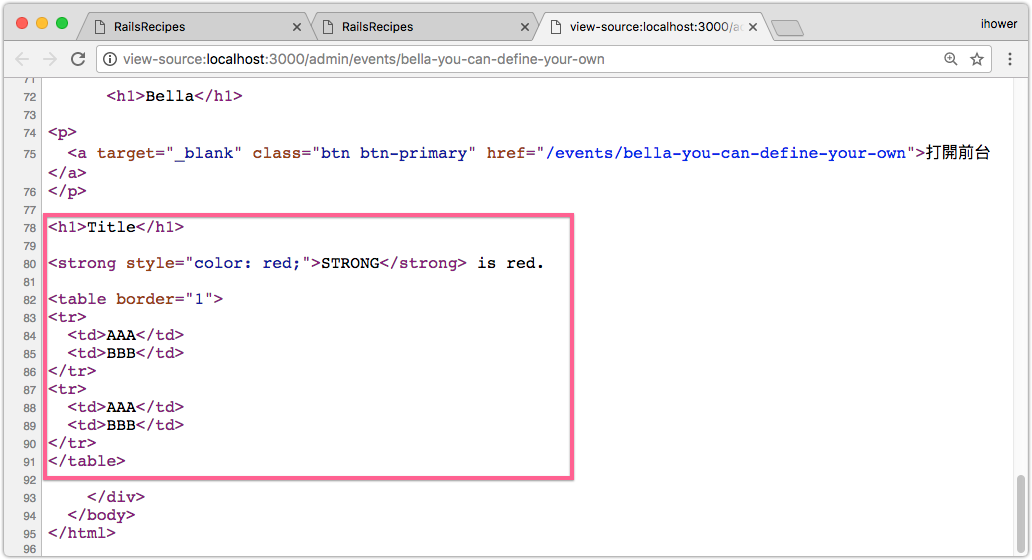 RailsRecipes
RailsRecipes
view-source:localhost:3000/a
ihower
view-source:localhost:3000/admin/events/bella-you-can-define-your-own
71
72 <h1>Bella</h1>
73
74 <p>
75 <a target="_blank" class="btn btn-primary" href="/events/bella-you-can-define-your-own">打開前台
</a>
76 </p>
77
78 <h1>Title</h1>
79
80 <strong style="color: red;">STRONG</strong> is red.
81
82 <table border="1">
83 <tr>
84 <td>AAA</td>
85 <td>BBB</td>
86 </tr>
87 <tr>
88 <td>AAA</td>
89 <td>BBB</td>
90 </tr>
91 </table>
92
93 </div>
94 </body>
95 </html>
96